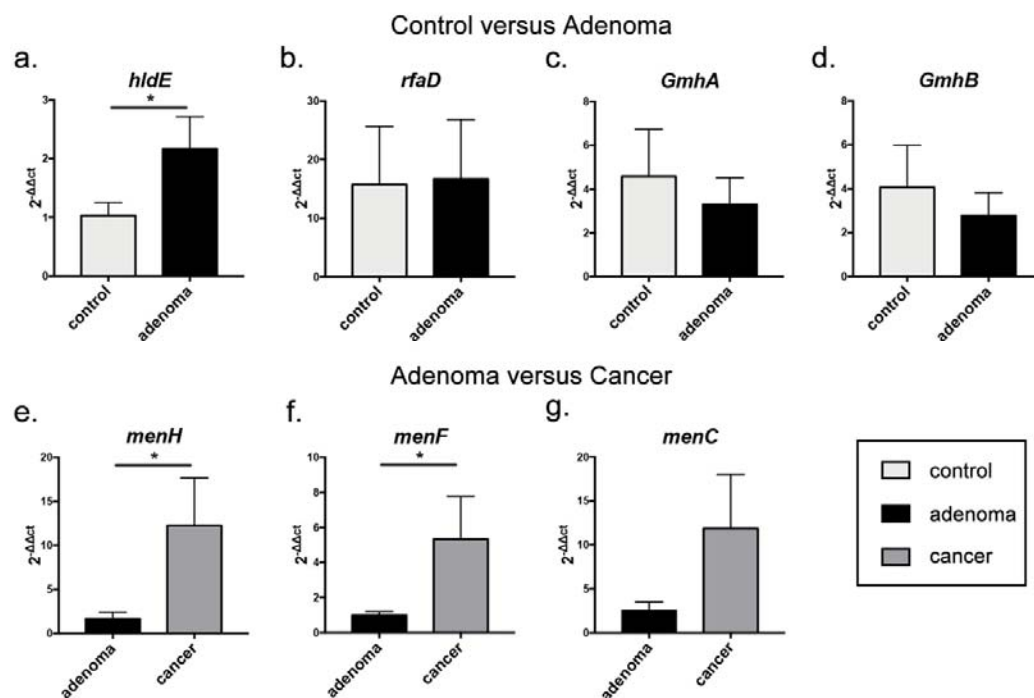 Control versus Adenoma
a.
hldE
*
2-ΔΔct
3
2
1
0
control
adenoma
b.
rfaD
2-ΔΔct
30
20
10
0
control
adenoma
c.
GmhA
2-ΔΔct
8
6
4
2
0
control
adenoma
d.
GmhB
2-ΔΔct
8
6
4
2
0
control
adenoma
Adenoma versus Cancer
e.
menH
*
2-ΔΔct
20
15
10
5
0
adenoma
cancer
f.
menF
*
2-ΔΔct
10
8
6
4
2
0
adenoma
cancer
g.
menC
2-ΔΔct
20
15
10
5
0
adenoma
cancer
control
adenoma
cancer